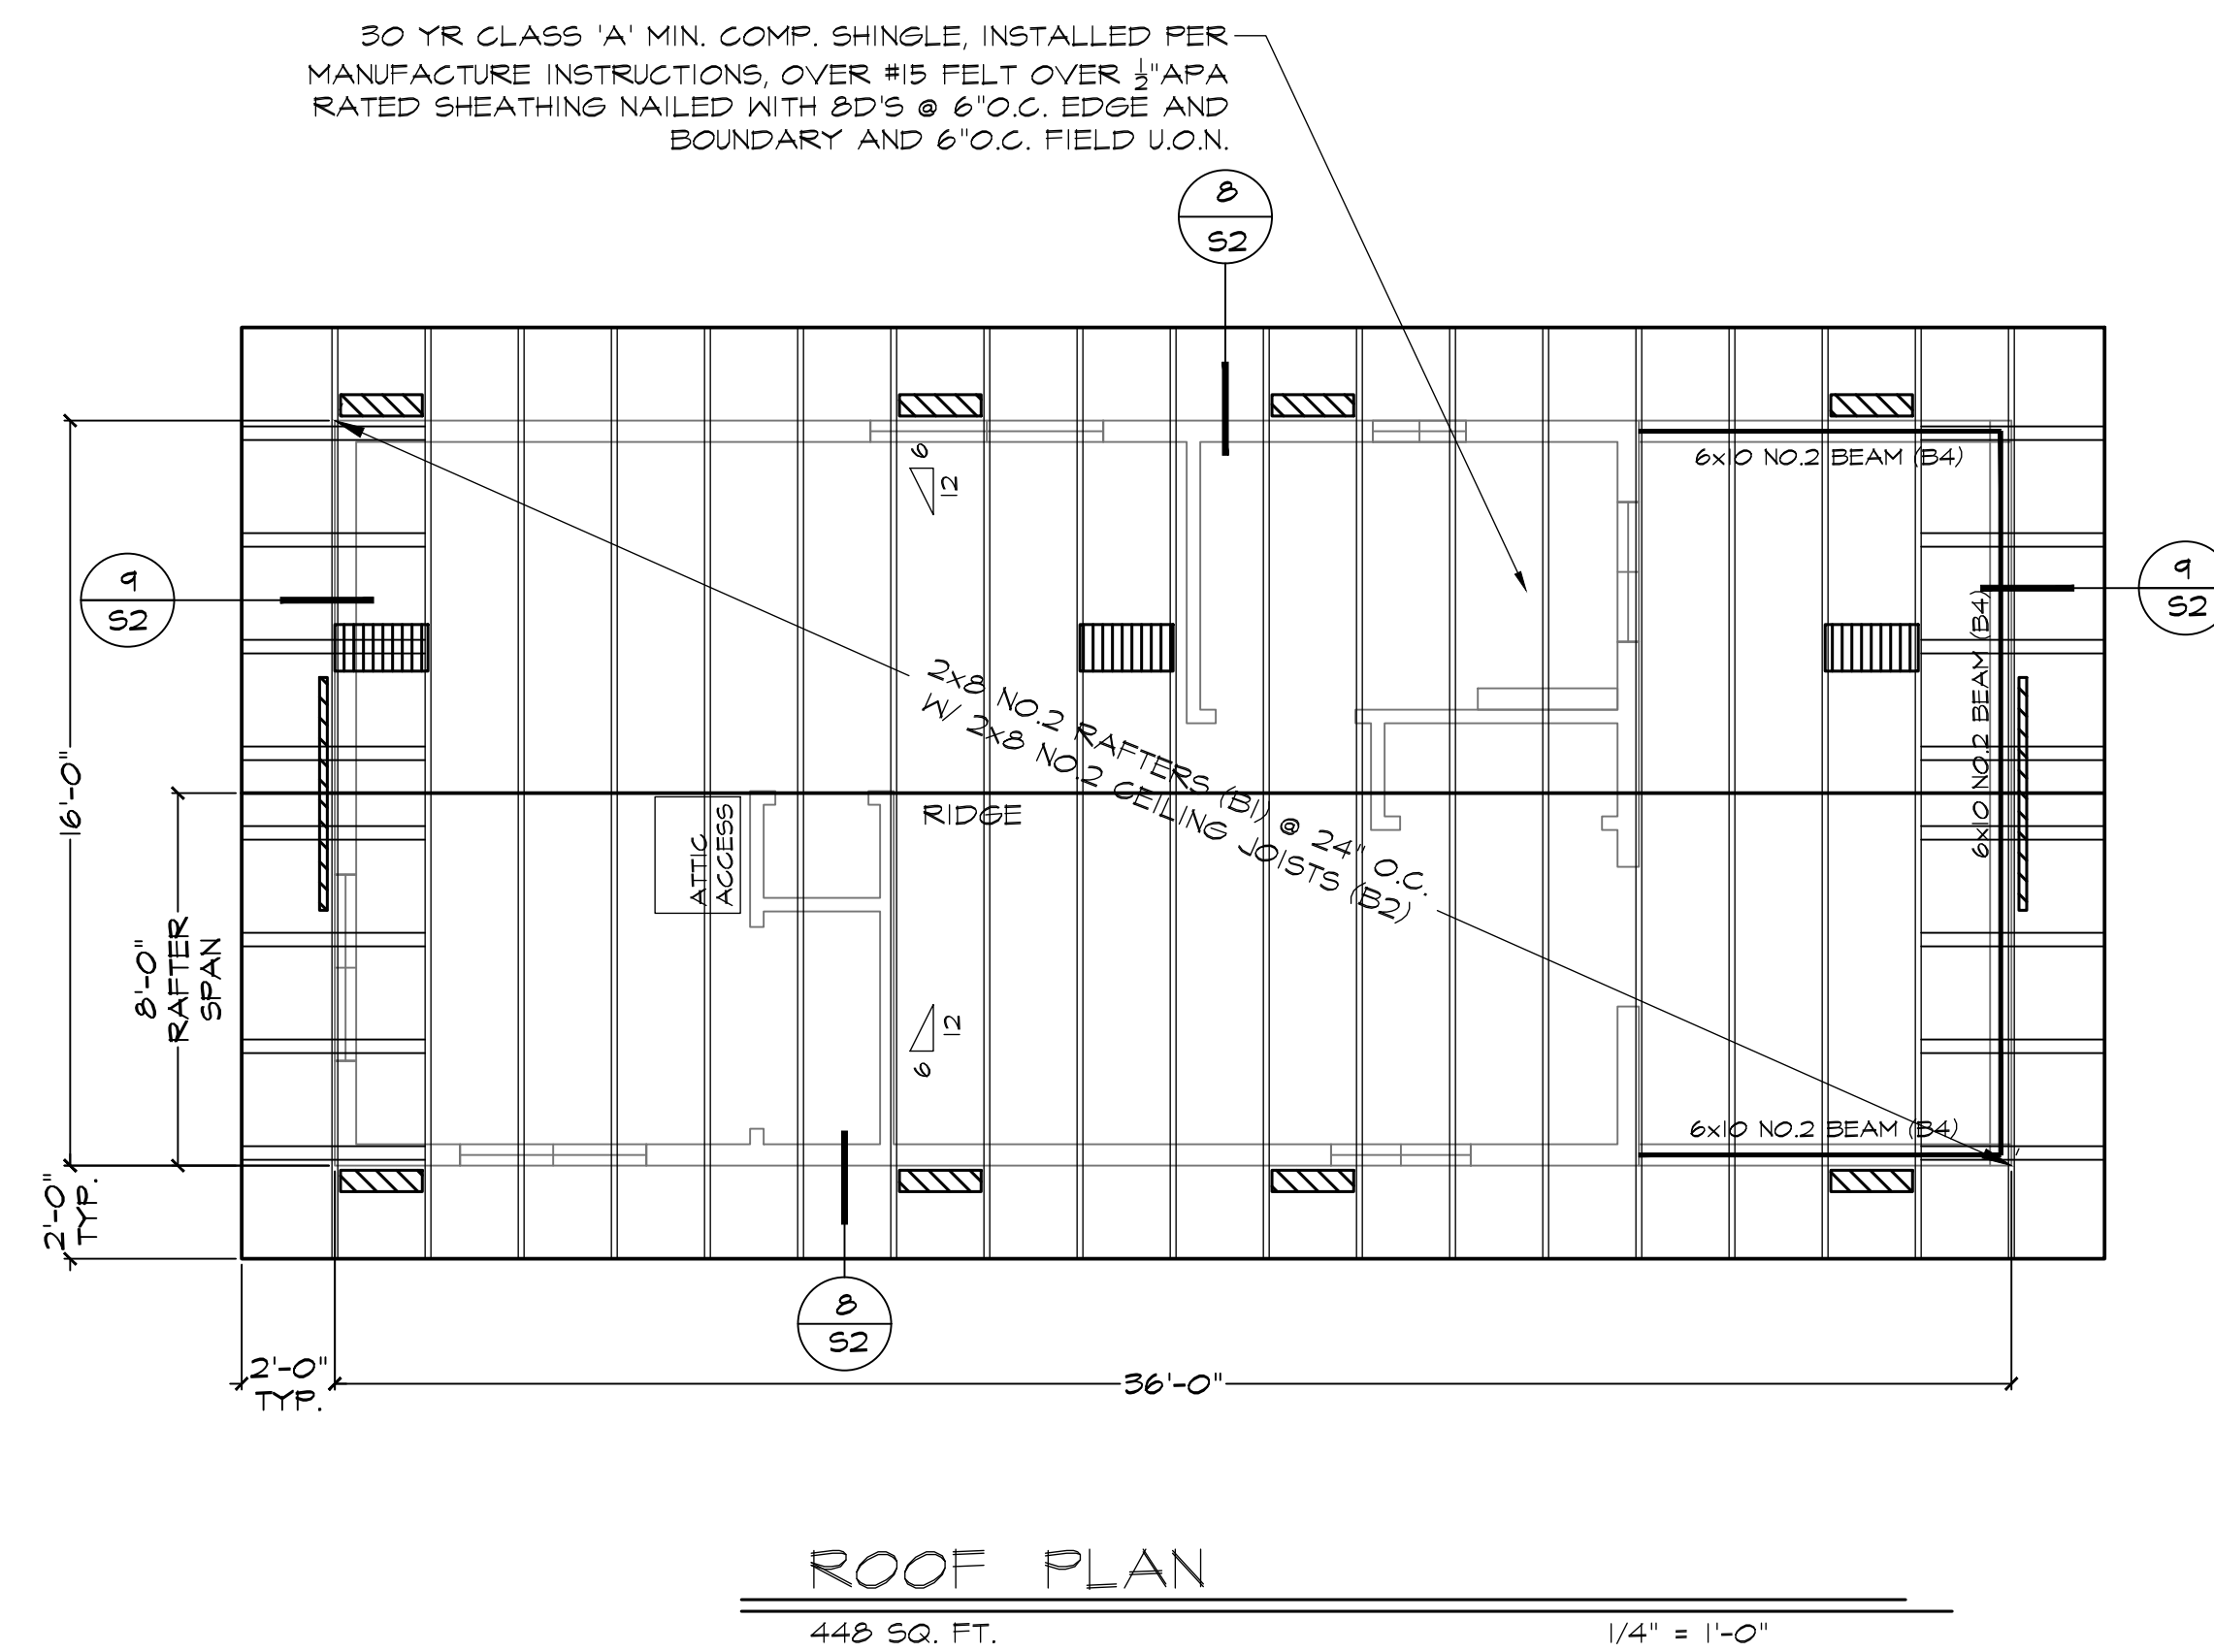 30 YR CLASS 'A' MIN. COMP. SHINGLE, INSTALLED PER
MANUFACTURE INSTRUCTIONS, OVER #15 FELT OVER ½"APA
RATED SHEATHING NAILED WITH 8D'S @ 6"O.C. EDGE AND
BOUNDARY AND 6"O.C. FIELD U.O.N.
8
S2
6
12
6x10 NO.2 BEAM (B4)
9
S2
9
S2
6x10 NO.2 BEAM (B4)
2x8 NO.2 RAFTERS (B1) @ 24" O.C.
W/ 2x8 NO.2 CEILING JOISTS (B2)
16'-0"
RIDGE
ATTIC
ACCESS
8'-0"
RAFTER
SPAN
12
6
6x10 NO.2 BEAM (B4)
2'-0"
TYP.
8
S2
2'-0"
TYP.
36'-0"
ROOF PLAN
448 SQ. FT.
1/4" = 1'-0"